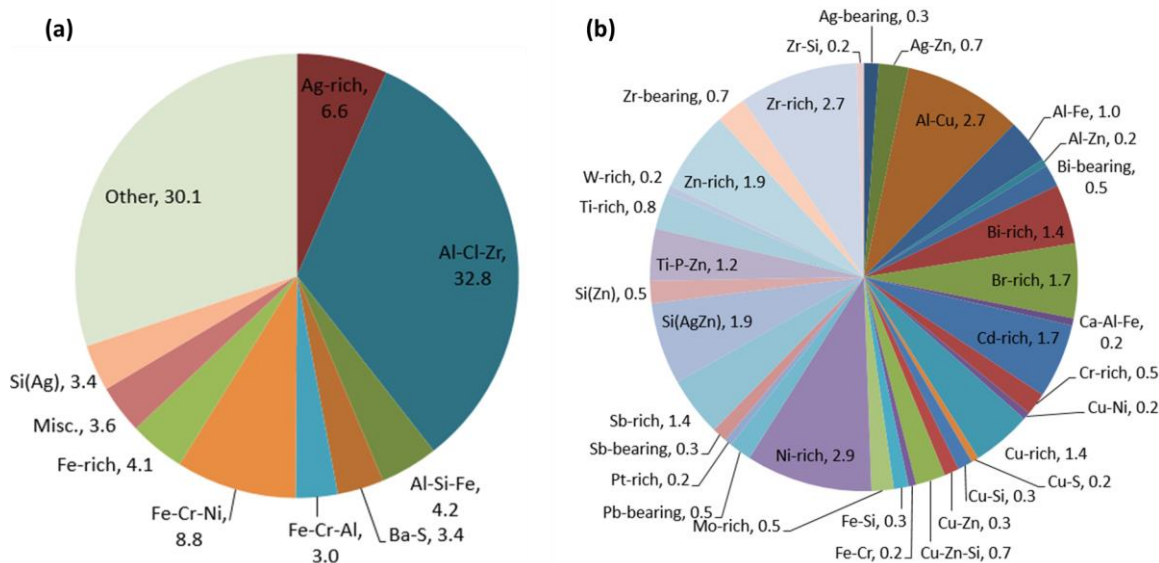 (a)
Ag-rich,
6.6
Al-Cl-Zr,
32.8
Al-Si-Fe,
4.2
Ba-S, 3.4
Fe-Cr-Al,
3.0
Fe-Cr-Ni,
8.8
Fe-rich, 4.1
Misc., 3.6
Si(Ag), 3.4
Other, 30.1
(b)
Ag-bearing, 0.3
Ag-Zn, 0.7
Al-Cu, 2.7
Al-Fe, 1.0
Al-Zn, 0.2
Bi-bearing,
0.5
Bi-rich, 1.4
Br-rich, 1.7
Ca-Al-Fe,
0.2
Cd-rich, 1.7
Cr-rich, 0.5
Cu-Ni, 0.2
Cu-rich, 1.4
Cu-S, 0.2
Cu-Si, 0.3
Cu-Zn, 0.3
Cu-Zn-Si, 0.7
Fe-Cr, 0.2
Fe-Si, 0.3
Mo-rich, 0.5
Ni-rich, 2.9
Pb-bearing, 0.5
Pt-rich, 0.2
Sb-bearing, 0.3
Sb-rich, 1.4
Si(AgZn), 1.9
Si(Zn), 0.5
Ti-P-Zn, 1.2
Ti-rich, 0.8
W-rich, 0.2
Zn-rich, 1.9
Zr-bearing, 0.7
Zr-rich, 2.7
Zr-Si, 0.2